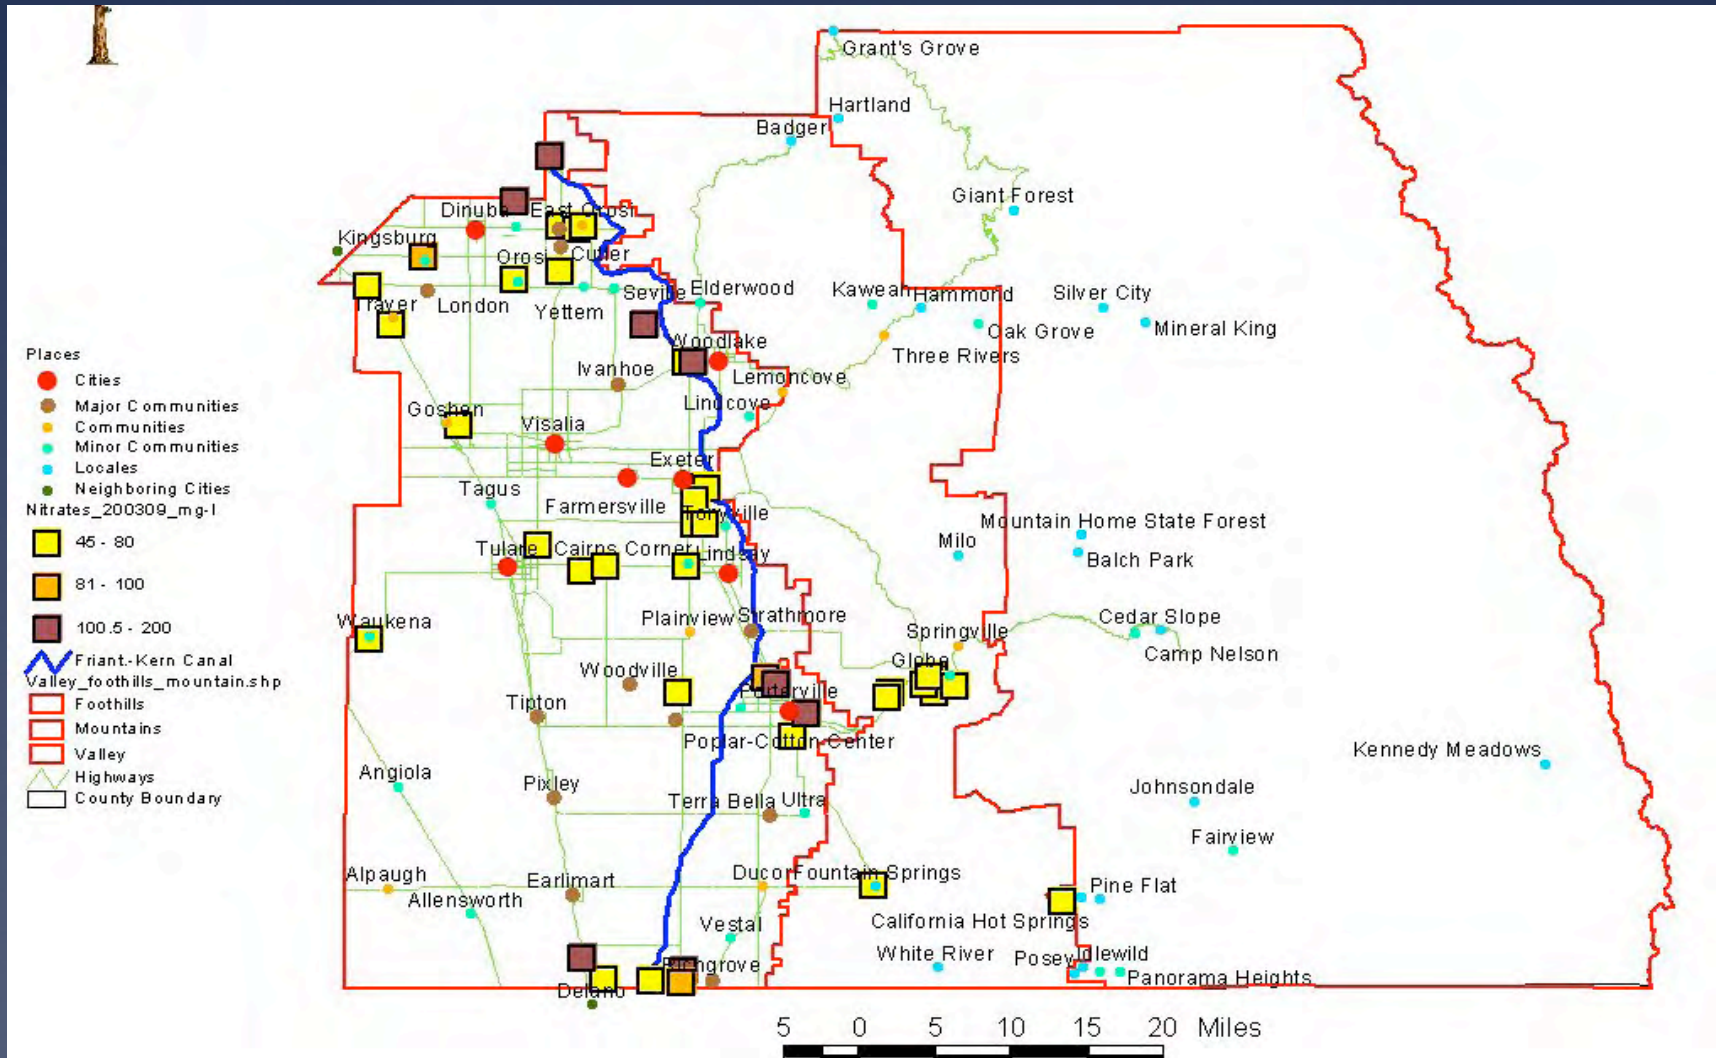 Grant's Grove
Hartland
Badger
Giant Forest
Dinuba
East Orosi
Kingsburg
Orosi
Cutler
Traver
London
Yettem
Seville
Elderwood
Kaweah
Hammond
Silver City
Oak Grove
Mineral King
Three Rivers
Woodlake
Ivanhoe
Lemoncove
Lindcove
Goshen
Visalia
Exeter
Tagus
Farmersville
Tonyville
Mountain Home State Forest
Milo
Balch Park
Tulare
Cairns Corner
Lindsay
Waukena
Plainview
Strathmore
Cedar Slope
Springville
Camp Nelson
Globe
Woodville
Porterville
Tipton
Poplar-Cotton Center
Kennedy Meadows
Angiola
Pixley
Terra Bella
Ultra
Johnsondale
Fairview
Alpaugh
Earlimart
Ducor
Fountain Springs
Pine Flat
Allensworth
California Hot Springs
Vestal
White River
Posey
Idlewild
Richgrove
Panorama Heights
Delano
Places
Cities
Major Communities
Communities
Minor Communities
Locales
Neighboring Cities
Nitrates_200309_mg-l
45 - 80
81 - 100
100.5 - 200
Friant.-Kern Canal
Valley_foothills_mountain.shp
Foothills
Mountains
Valley
Highways
County Boundary
5 0 5 10 15 20 Miles